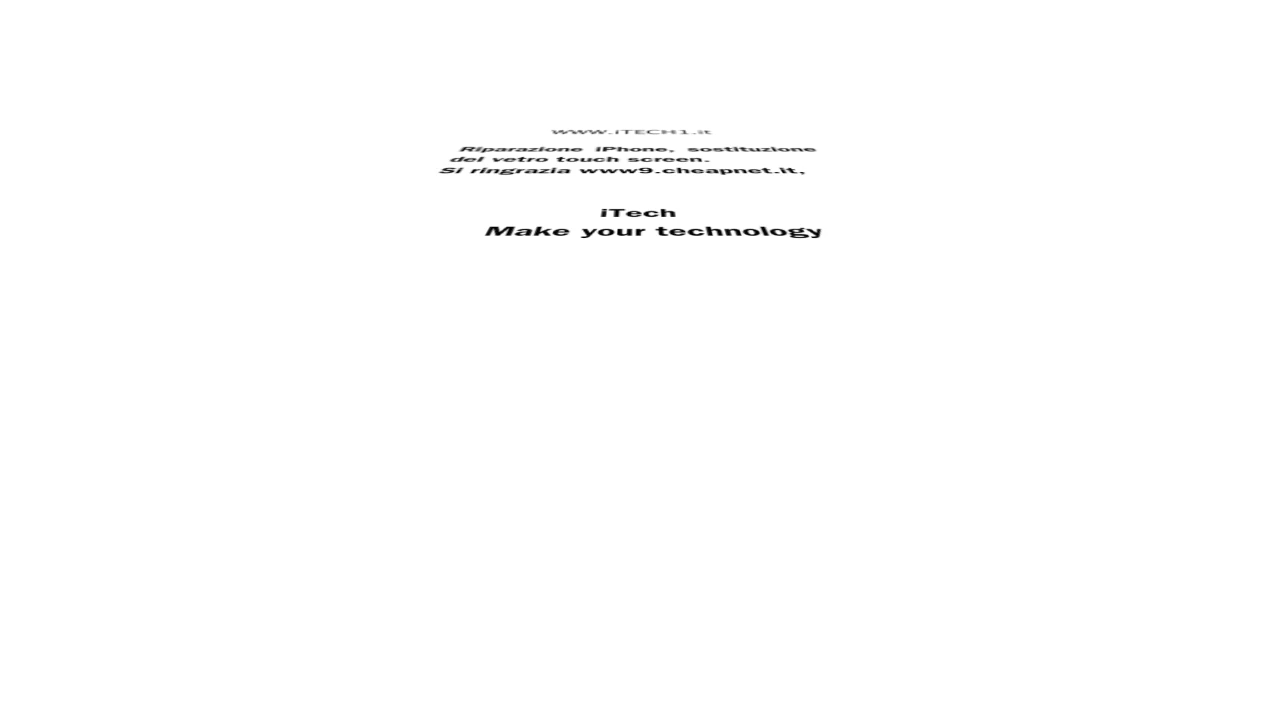 www.iTECH1.it
Riparazione iPhone, sostituzione
del vetro touch screen.
Si ringrazia www9.cheapnet.it,
iTech
Make your technology